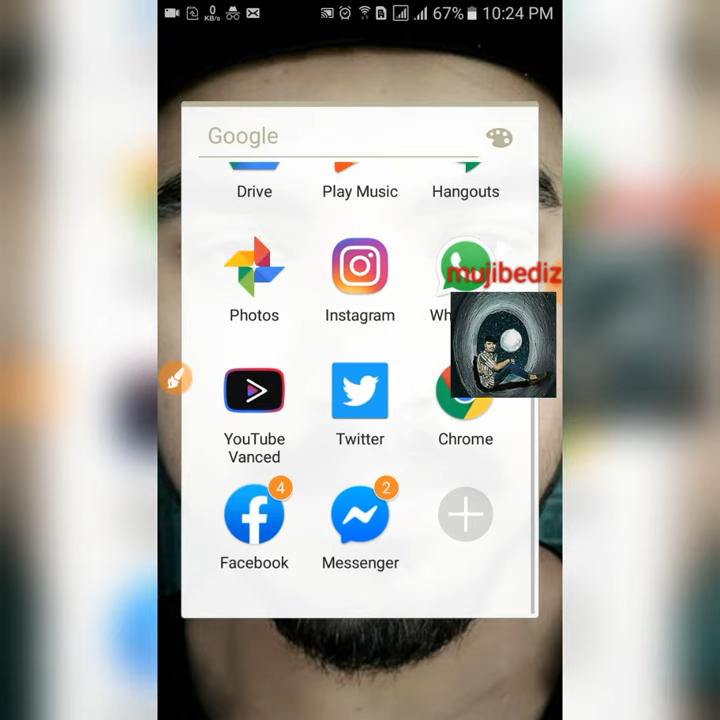 0
KB/s
67% 10:24 PM
Google
Drive
Play Music
Hangouts
Photos
Instagram
Wh
mujibediz
YouTube
Vanced
Twitter
Chrome
4
2
Facebook
Messenger